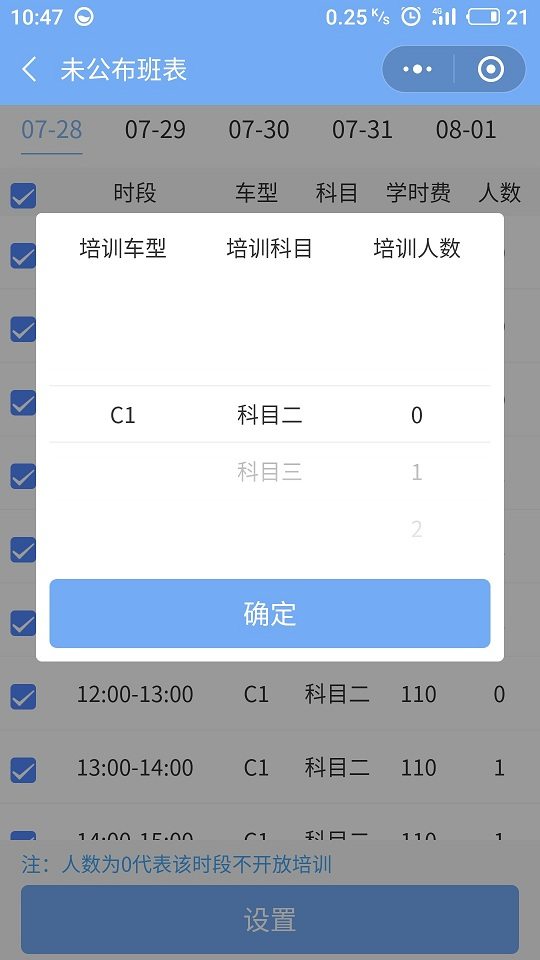 10:47 0.25 K/s 4G 21
未公布班表
07-28 07-29 07-30 07-31 08-01
时段 车型 科目 学时费 人数
培训车型 培训科目 培训人数
C1 科目二 0
科目三 1
2
确定
12:00-13:00 C1 科目二 110 0
13:00-14:00 C1 科目二 110 1
14:00-15:00 C1 科目二 110 1
注：人数为0代表该时段不开放培训
设置